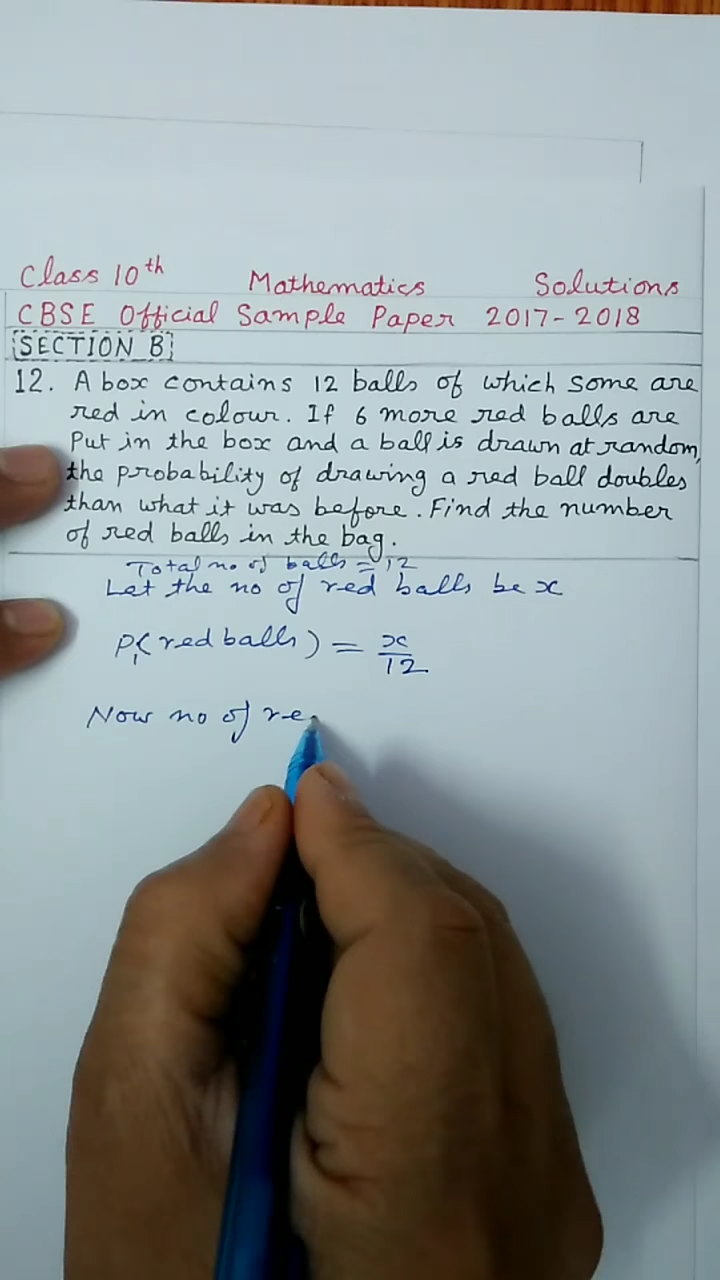 Class 10th Mathematics Solutions
CBSE Official Sample Paper 2017-2018
SECTION B
12. A box contains 12 balls of which some are
red in colour. If 6 more red balls are
Put in the box and a ball is drawn at random,
the probability of drawing a red ball doubles
than what it was before. Find the number
of red balls in the bag.
Total no of balls = 12
Let the no of red balls be x
P₁(red balls) = x/12
Now no of re